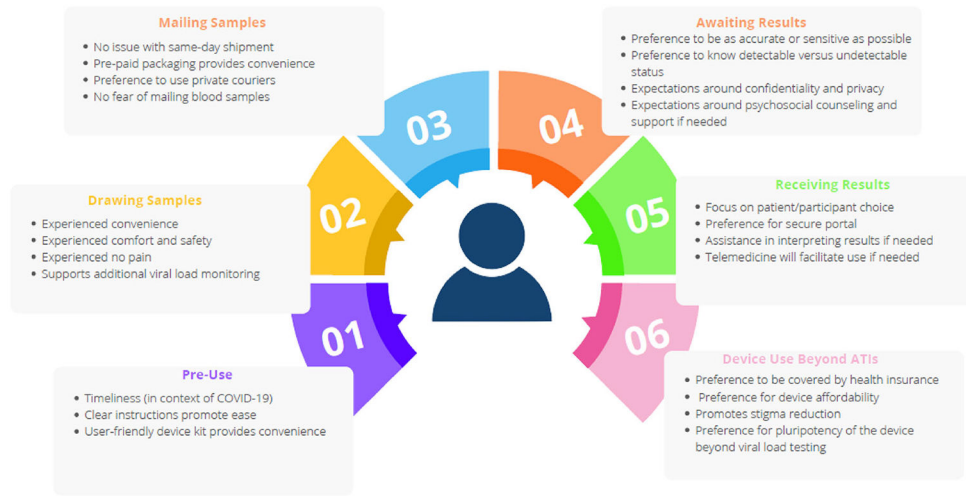 Mailing Samples
• No issue with same-day shipment
• Pre-paid packaging provides convenience
• Preference to use private couriers
• No fear of mailing blood samples
Awaiting Results
• Preference to be as accurate or sensitive as possible
• Preference to know detectable versus undetectable
status
• Expectations around confidentiality and privacy
• Expectations around psychosocial counseling and
support if needed
03
04
Drawing Samples
• Experienced convenience
• Experienced comfort and safety
• Experienced no pain
• Supports additional viral load monitoring
02
05
Receiving Results
• Focus on patient/participant choice
• Preference for secure portal
• Assistance in interpreting results if needed
• Telemedicine will facilitate use if needed
01
06
Pre-Use
• Timeliness (in context of COVID-19)
• Clear instructions promote ease
• User-friendly device kit provides convenience
Device Use Beyond ATIs
• Preference to be covered by health insurance
• Preference for device affordability
• Promotes stigma reduction
• Preference for pluripotency of the device
beyond viral load testing